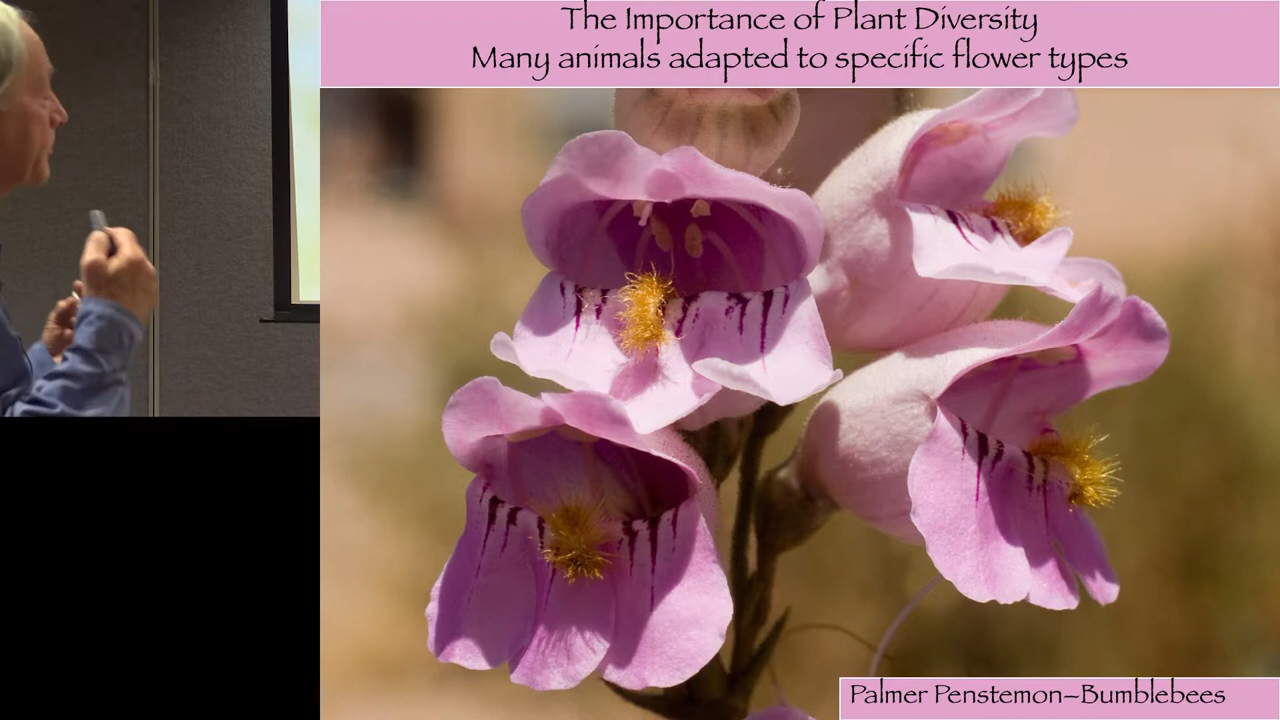 The Importance of Plant Diversity
Many animals adapted to specific flower types
Palmer Penstemon–Bumblebees